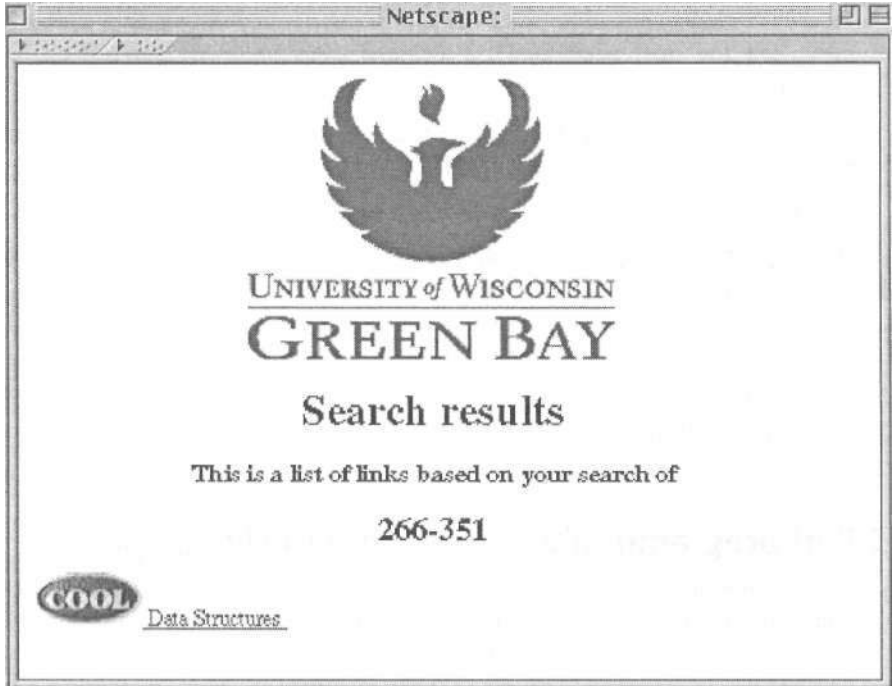 Netscape:
UNIVERSITY of WISCONSIN
GREEN BAY
Search results
This is a list of links based on your search of
266-351
COOL
Data Structures